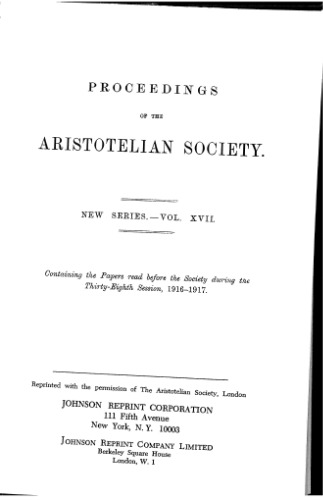 PROCEEDINGS
OF THE
ARISTOTELIAN SOCIETY.
NEW SERIES.—VOL. XVII.
Containing the Papers read before the Society during the
Thirty-Eighth Session, 1916-1917.
Reprinted with the permission of The Aristotelian Society, London
JOHNSON REPRINT CORPORATION
111 Fifth Avenue
New York, N. Y. 10003
JOHNSON REPRINT COMPANY LIMITED
Berkeley Square House
London, W. 1